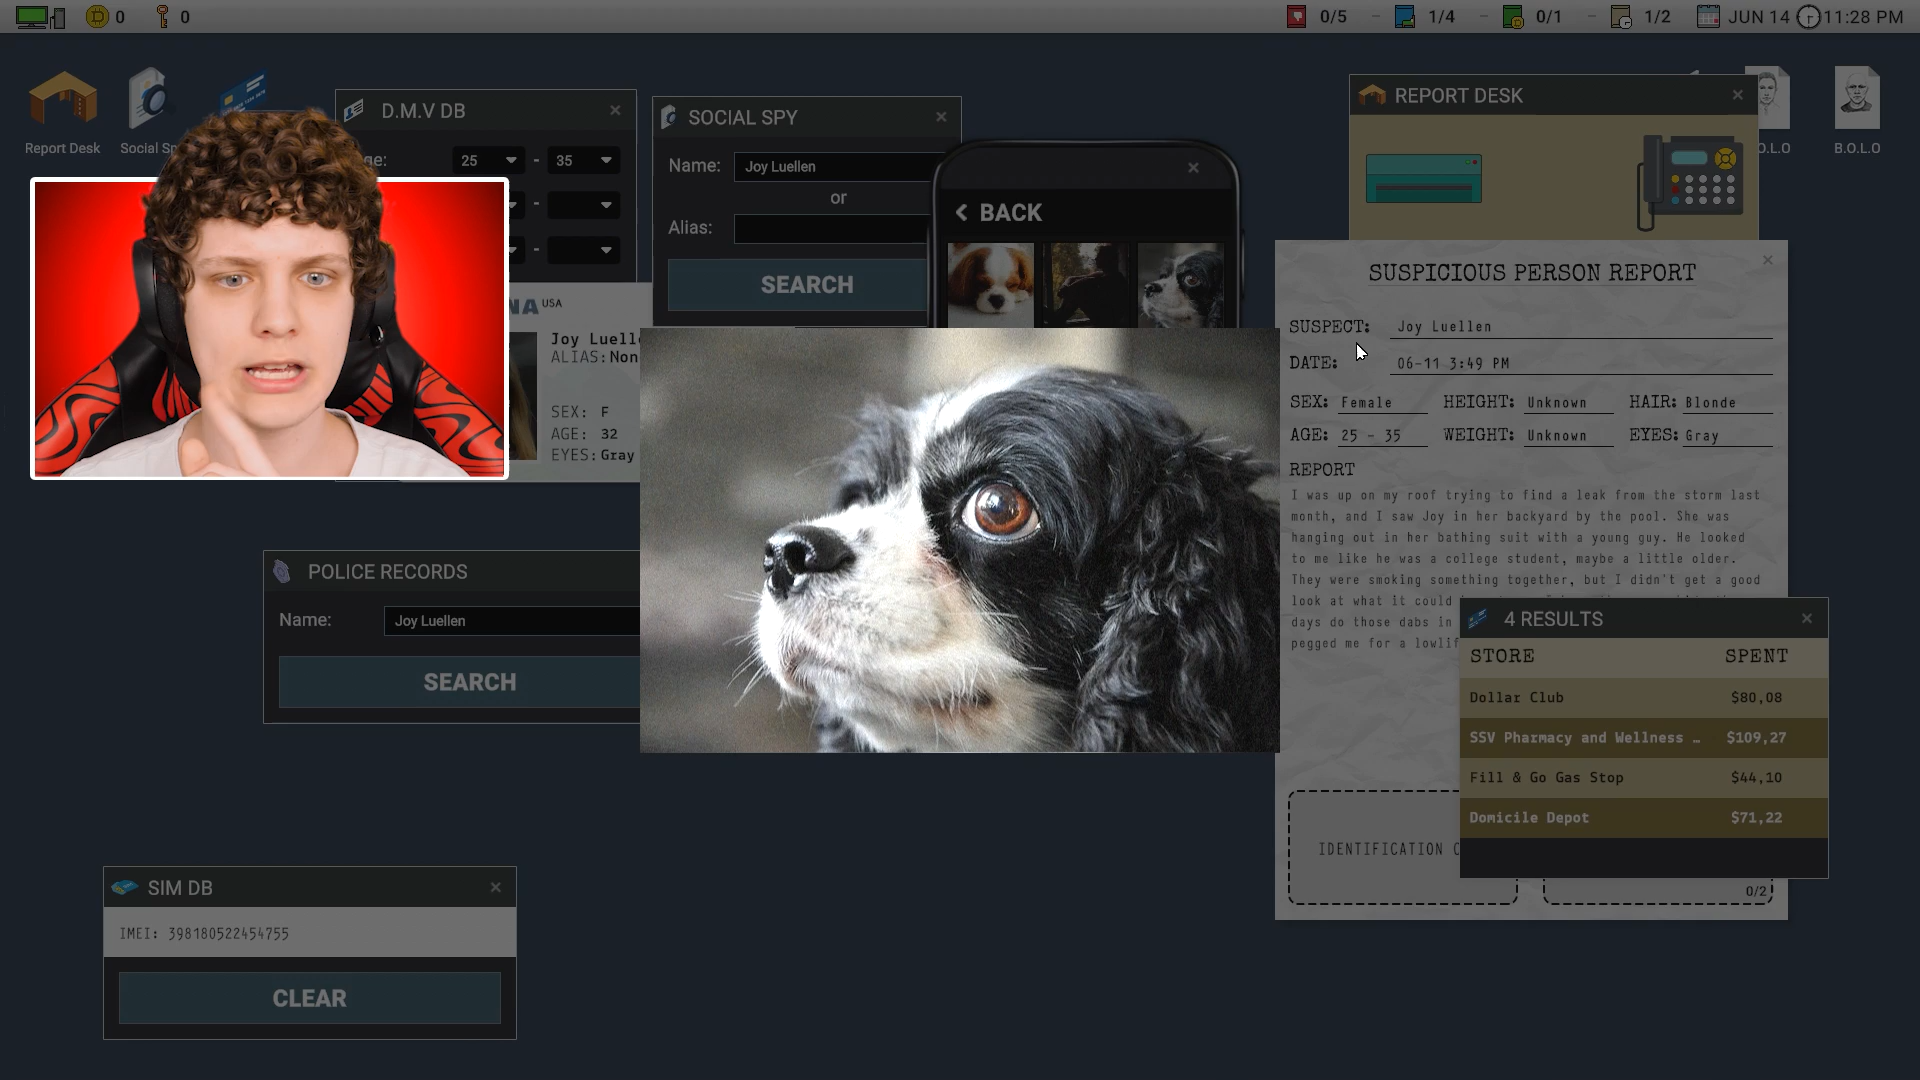 0
0
0/5
1/4
0/1
1/2
JUN 14
11:28 PM
Report Desk
B.O.L.O
D.M.V DB
25 - 35
-
-
USA
Joy
ALIAS:
SEX: F
AGE: 32
EYES: Gray
SOCIAL SPY
Name: Joy Luellen
or
Alias:
SEARCH
BACK
REPORT DESK
SUSPICIOUS PERSON REPORT
SUSPECT: Joy Luellen
DATE: 06-11 3:49 PM
SEX: Female HEIGHT: Unknown HAIR: Blonde
AGE: 25 - 35 WEIGHT: Unknown EYES: Gray
REPORT
I was up on my roof trying to find a leak from the storm last
month, and I saw Joy in her backyard by the pool. She was
hanging out in her bathing suit with a young guy. He looked
to me like he was a college student, maybe a little older.
They were smoking something together, but I didn't get a good
look at what it could
days do those dabs in
pegged me for a
4 RESULTS
STORE SPENT
Dollar Club $80,08
SSV Pharmacy and Wellness … $109,27
Fill & Go Gas Stop $44,10
Domicile Depot $71,22
IDENTIFICATION
0/2
POLICE RECORDS
Name: Joy Luellen
SEARCH
SIM DB
IMEI: 398180522454755
CLEAR